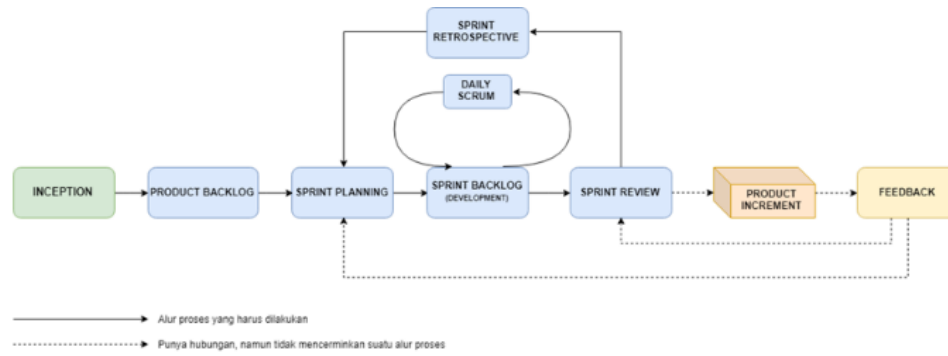 SPRINT
RETROSPECTIVE
DAILY
SCRUM
INCEPTION
PRODUCT BACKLOG
SPRINT PLANNING
SPRINT BACKLOG
(DEVELOPMENT)
SPRINT REVIEW
PRODUCT
INCREMENT
FEEDBACK
Alur proses yang harus dilakukan
Punya hubungan, namun tidak mencerminkan suatu alur proses